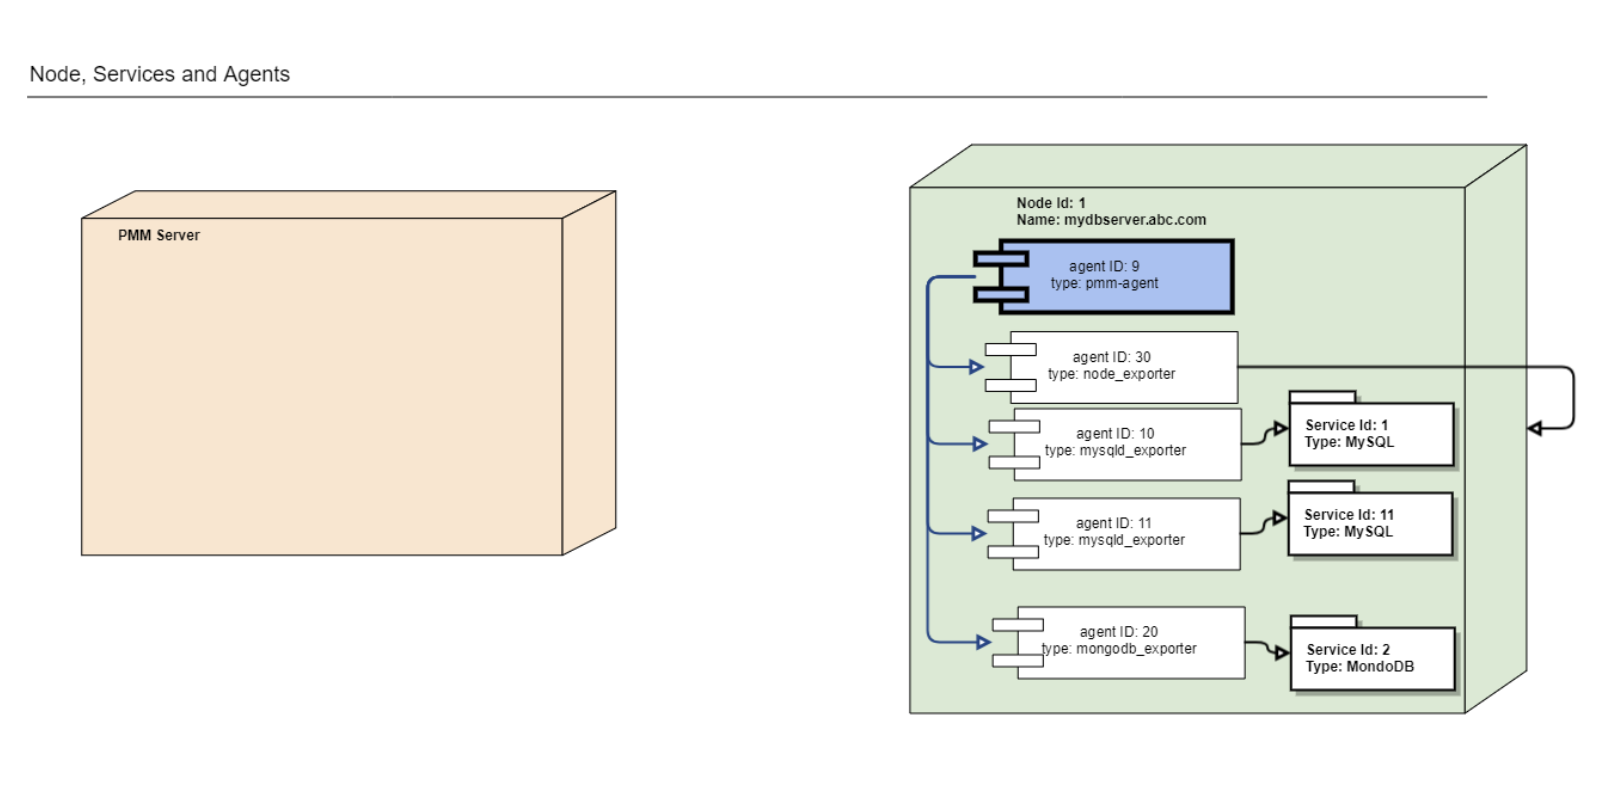 Node, Services and Agents
PMM Server
Node Id: 1
Name: mydbserver.abc.com
agent ID: 9
type: pmm-agent
agent ID: 30
type: node_exporter
agent ID: 10
type: mysqld_exporter
Service Id: 1
Type: MySQL
agent ID: 11
type: mysqld_exporter
Service Id: 11
Type: MySQL
agent ID: 20
type: mongodb_exporter
Service Id: 2
Type: MondoDB